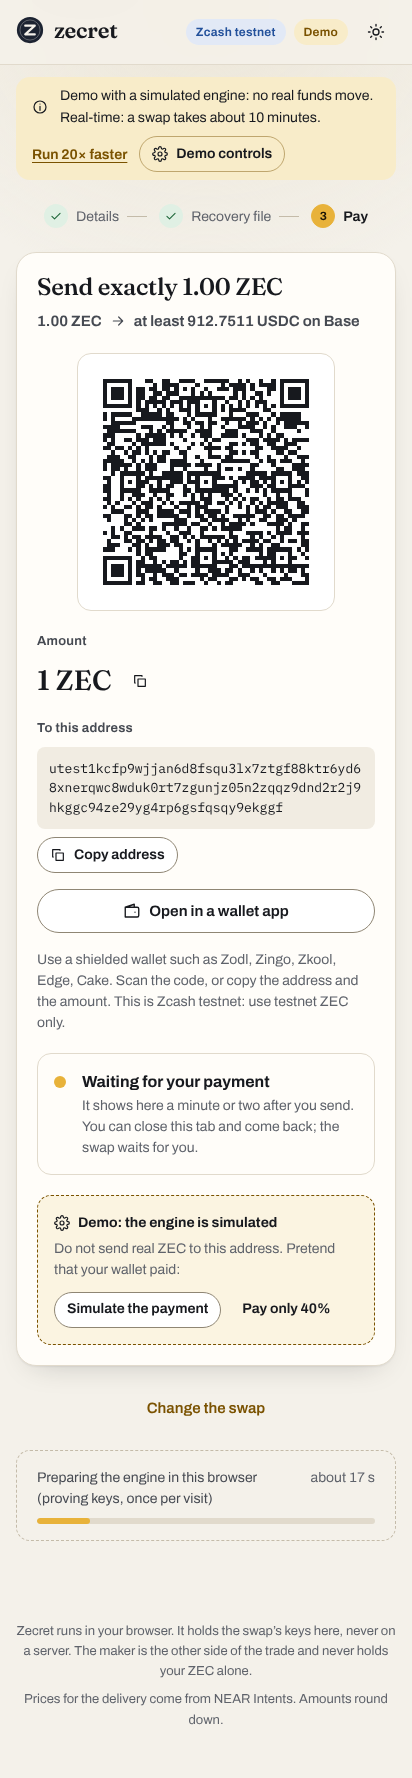 zecret
Zcash testnet
Demo
Demo with a simulated engine: no real funds move.
Real-time: a swap takes about 10 minutes.
Run 20× faster
Demo controls
Details
Recovery file
3 Pay
Send exactly 1.00 ZEC
1.00 ZEC → at least 912.7511 USDC on Base
Amount
1 ZEC
To this address
utest1kcfp9wjjan6d8fsqu3lx7ztgf88ktr6yd6
8xnerqwc8wduk0rt7zgunjz05n2zqqz9dnd2r2j9
hkggc94ze29yg4rp6gsfqsqy9ekggf
Copy address
Open in a wallet app
Use a shielded wallet such as Zodl, Zingo, Zkool,
Edge, Cake. Scan the code, or copy the address and
the amount. This is Zcash testnet: use testnet ZEC
only.
Waiting for your payment
It shows here a minute or two after you send.
You can close this tab and come back; the
swap waits for you.
Demo: the engine is simulated
Do not send real ZEC to this address. Pretend
that your wallet paid:
Simulate the payment
Pay only 40%
Change the swap
Preparing the engine in this browser
(proving keys, once per visit)
about 17 s
Zecret runs in your browser. It holds the swap's keys here, never on
a server. The maker is the other side of the trade and never holds
your ZEC alone.
Prices for the delivery come from NEAR Intents. Amounts round
down.